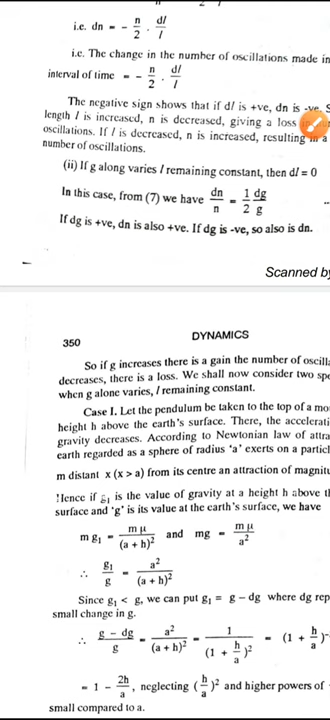 i.e. dn = - n/2 . dl/l
i.e. The change in the number of oscillations made in
interval of time = - n/2 . dl/l
The negative sign shows that if dl is +ve, dn is -ve. S
length l is increased, n is decreased, giving a loss
oscillations. If l is decreased, n is increased, resulting in a
number of oscillations.
(ii) If g along varies l remaining constant, then dl = 0
In this case, from (7) we have dn/n = 1/2 dg/g ..
If dg is +ve, dn is also +ve. If dg is -ve, so also is dn.
Scanned by
350 DYNAMICS
So if g increases there is a gain the number of oscilla
decreases, there is a loss. We shall now consider two spe
when g alone varies, l remaining constant.
Case I. Let the pendulum be taken to the top of a mo
height h above the earth's surface. There, the accelerati
gravity decreases. According to Newtonian law of attra
earth regarded as a sphere of radius 'a' exerts on a particl
m distant x (x > a) from its centre an attraction of magnitu
Hence if g₁ is the value of gravity at a height h above th
surface and 'g' is its value at the earth's surface, we have
m g₁ = m μ/(a + h)² and mg = m μ/a²
∴ g₁/g = a²/(a + h)²
Since g₁ < g, we can put g₁ = g - dg where dg rep
small change in g.
∴ g - dg/g = a²/(a + h)² = 1/(1 + h/a)² = (1 + h/a)-
= 1 - 2h/a, neglecting (h/a)² and higher powers of
small compared to a.